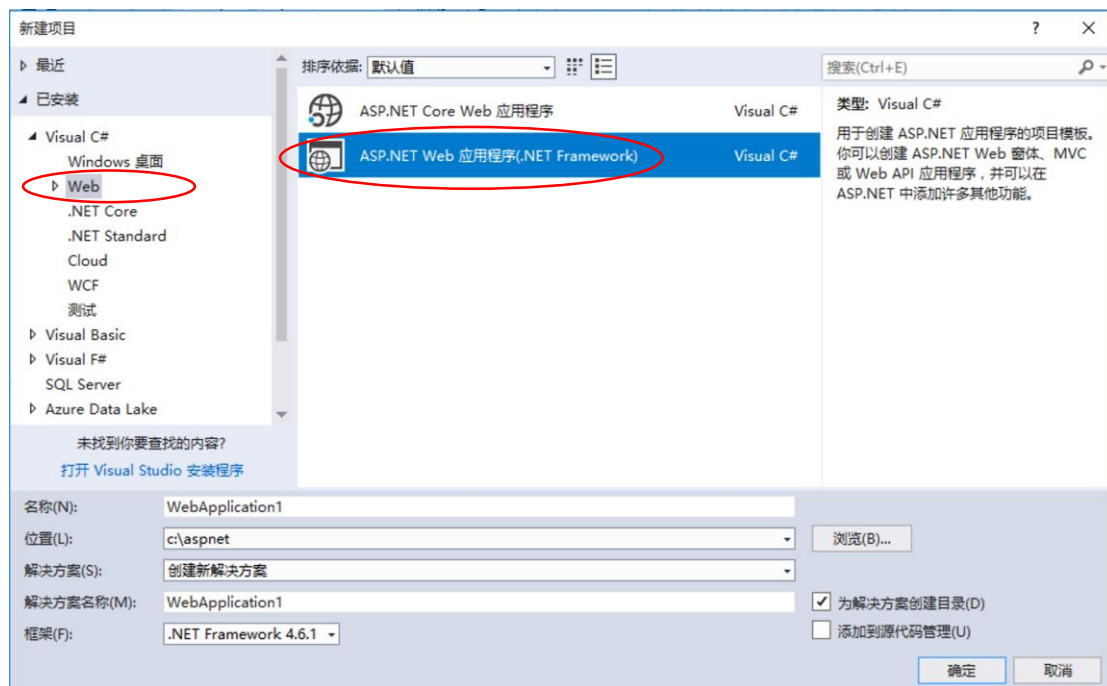 新建项目
? ×
最近
已安装
Visual C#
Windows 桌面
Web
.NET Core
.NET Standard
Cloud
WCF
测试
Visual Basic
Visual F#
SQL Server
Azure Data Lake
未找到你要查找的内容?
打开 Visual Studio 安装程序
排序依据: 默认值
ASP.NET Core Web 应用程序 Visual C#
ASP.NET Web 应用程序(.NET Framework) Visual C#
搜索(Ctrl+E)
类型: Visual C#
用于创建 ASP.NET 应用程序的项目模板。
你可以创建 ASP.NET Web 窗体、MVC
或 Web API 应用程序，并可以在
ASP.NET 中添加许多其他功能。
名称(N): WebApplication1
位置(L): c:\aspnet 浏览(B)...
解决方案(S): 创建新解决方案
解决方案名称(M): WebApplication1 为解决方案创建目录(D)
框架(F): .NET Framework 4.6.1 添加到源代码管理(U)
确定 取消